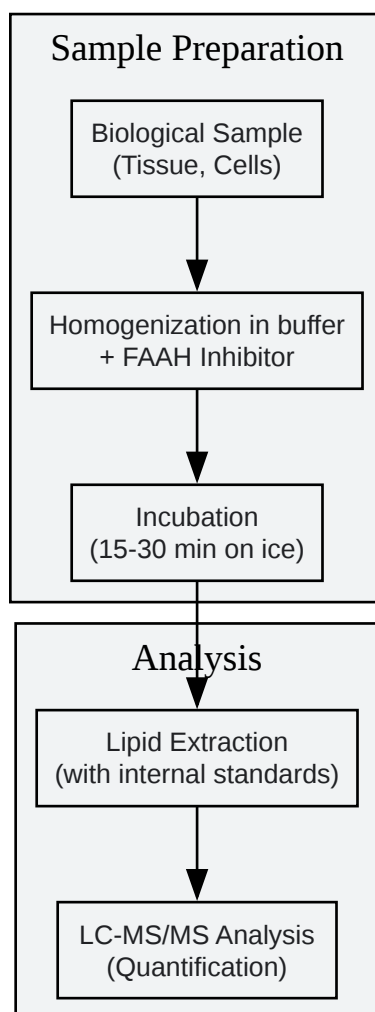 Sample Preparation
Biological Sample
(Tissue, Cells)
Homogenization in buffer
+ FAAH Inhibitor
Incubation
(15-30 min on ice)
Analysis
Lipid Extraction
(with internal standards)
LC-MS/MS Analysis
(Quantification)